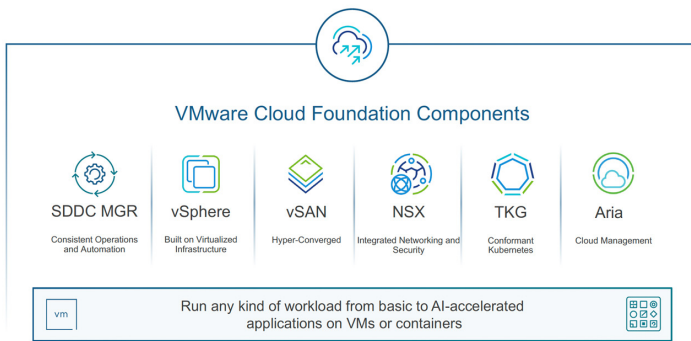 VMware Cloud Foundation Components
SDDC MGR
Consistent Operations
and Automation
vSphere
Built on Virtualized
Infrastructure
vSAN
Hyper-Converged
NSX
Integrated Networking and
Security
TKG
Conformant
Kubernetes
Aria
Cloud Management
vm
Run any kind of workload from basic to AI-accelerated
applications on VMs or containers